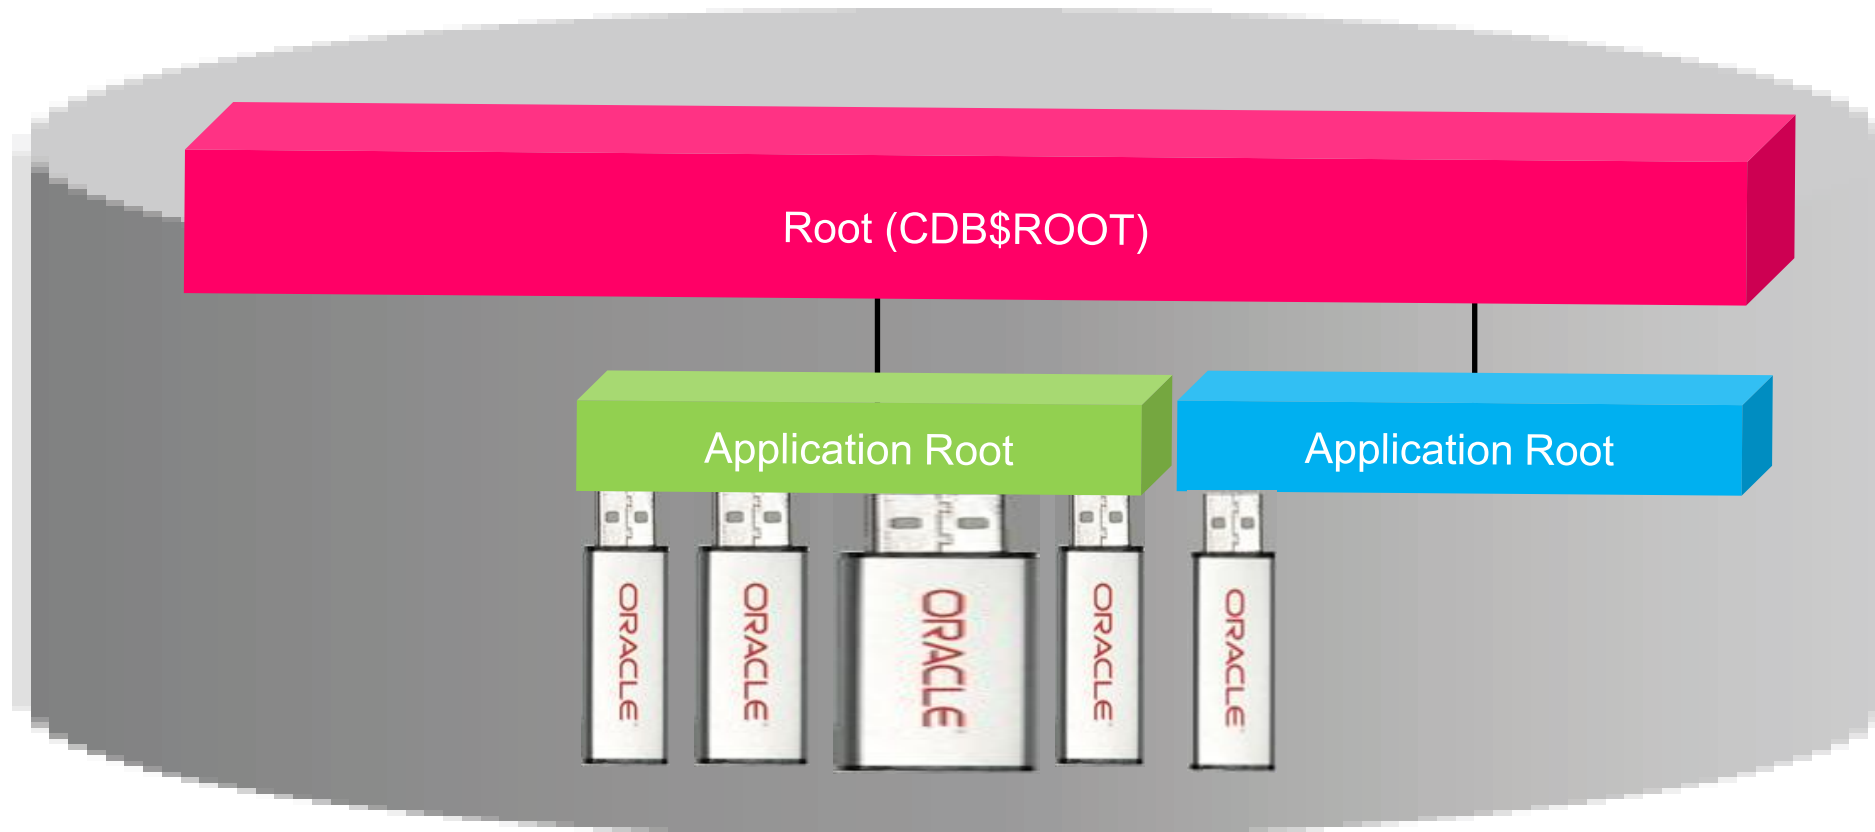 Root (CDB$ROOT)
Application Root
Application Root
ORACLE
ORACLE
ORACLE
ORACLE
ORACLE